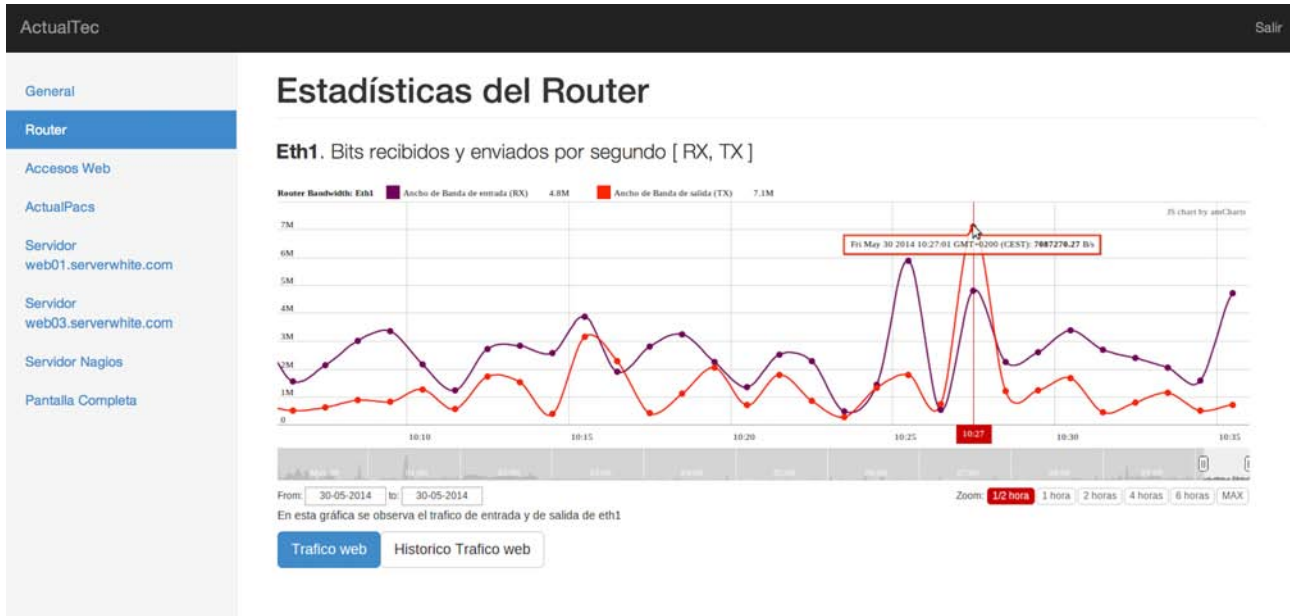 ActualTec
Salir
General
Router
Accesos Web
ActualPacs
Servidor
web01.serverwhite.com
Servidor
web03.serverwhite.com
Servidor Nagios
Pantalla Completa
Estadísticas del Router
Eth1. Bits recibidos y enviados por segundo [ RX, TX ]
Router Bandwidth: Eth1 Ancho de Banda de entrada (RX) 4.8M Ancho de Banda de salida (TX) 7.1M
JS chart by amCharts
Fri May 30 2014 10:27:01 GMT+0200 (CEST): 7087270.27 B/s
7M
6M
5M
4M
3M
2M
1M
0
10:10 10:15 10:20 10:25 10:27 10:30 10:35
From: 30-05-2014 to: 30-05-2014
Zoom: 1/2 hora 1 hora 2 horas 4 horas 6 horas MAX
En esta gráfica se observa el trafico de entrada y de salida de eth1
Trafico web Historico Trafico web